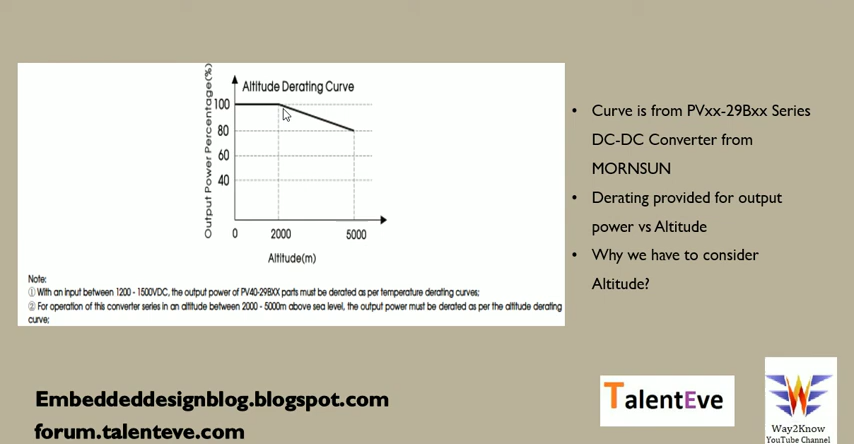 Altitude Derating Curve
Output Power Percentage(%)
100
80
60
40
0
2000
5000
Altitude(m)
Note:
① With an input between 1200 - 1500VDC, the output power of PV40-29BXX parts must be derated as per temperature derating curves;
② For operation of this converter series in an altitude between 2000 - 5000m above sea level, the output power must be derated as per the altitude derating
curve;
• Curve is from PVxx-29Bxx Series
DC-DC Converter from
MORNSUN
• Derating provided for output
power vs Altitude
• Why we have to consider
Altitude?
Embeddeddesignblog.blogspot.com
forum.talenteve.com
TalentEve
Way2Know
YouTube Channel